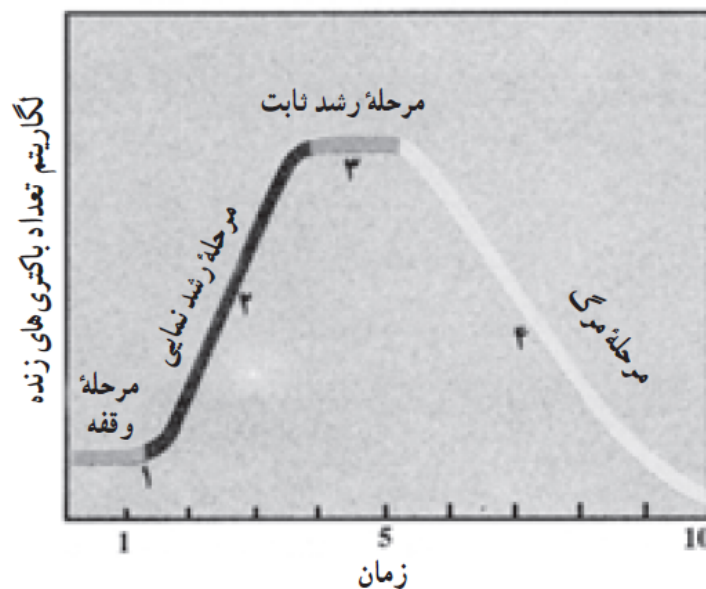 لگاریتم تعداد باکتری‌های زنده
مرحلهٔ رشد ثابت
۳
مرحلهٔ رشد نمایی
۲
مرحلهٔ
وقفه
۱
مرحلهٔ مرگ
۴
1
5
10
زمان